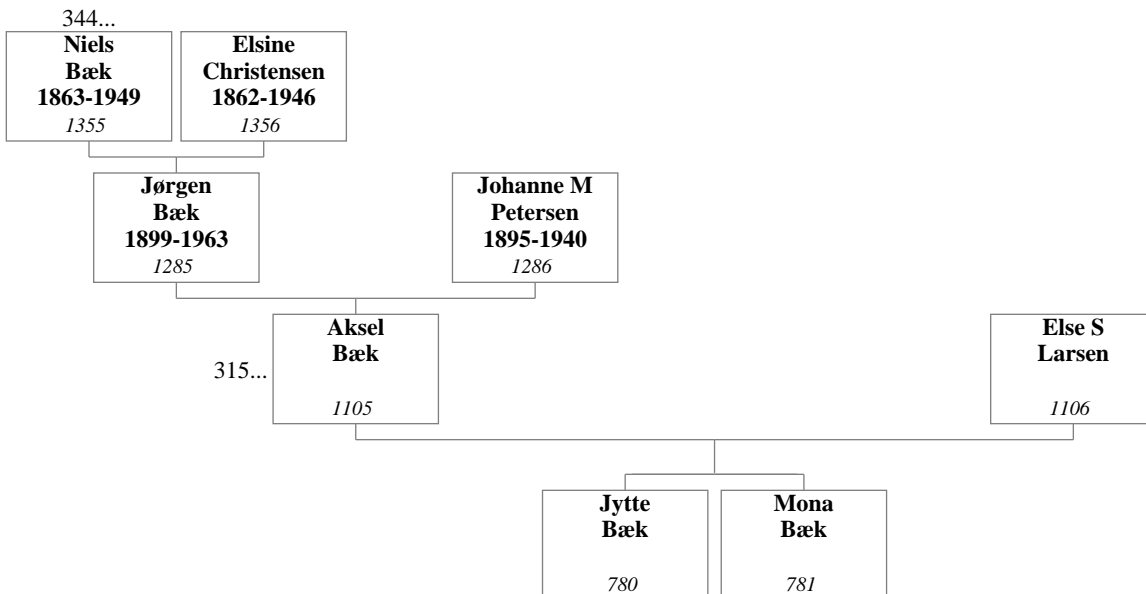 344...
Niels
Bæk
1863-1949
1355
Elsine
Christensen
1862-1946
1356
Jørgen
Bæk
1899-1963
1285
Johanne M
Petersen
1895-1940
1286
315...
Aksel
Bæk
1105
Else S
Larsen
1106
Jytte
Bæk
780
Mona
Bæk
781